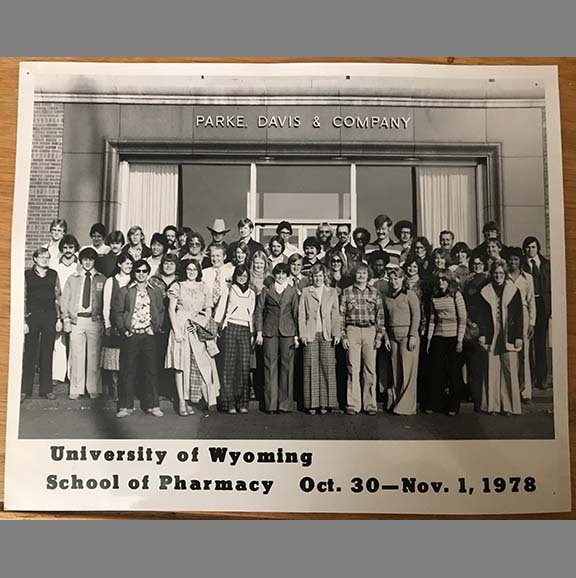 PARKE, DAVIS & COMPANY
University of Wyoming
School of Pharmacy Oct. 30—Nov. 1, 1978